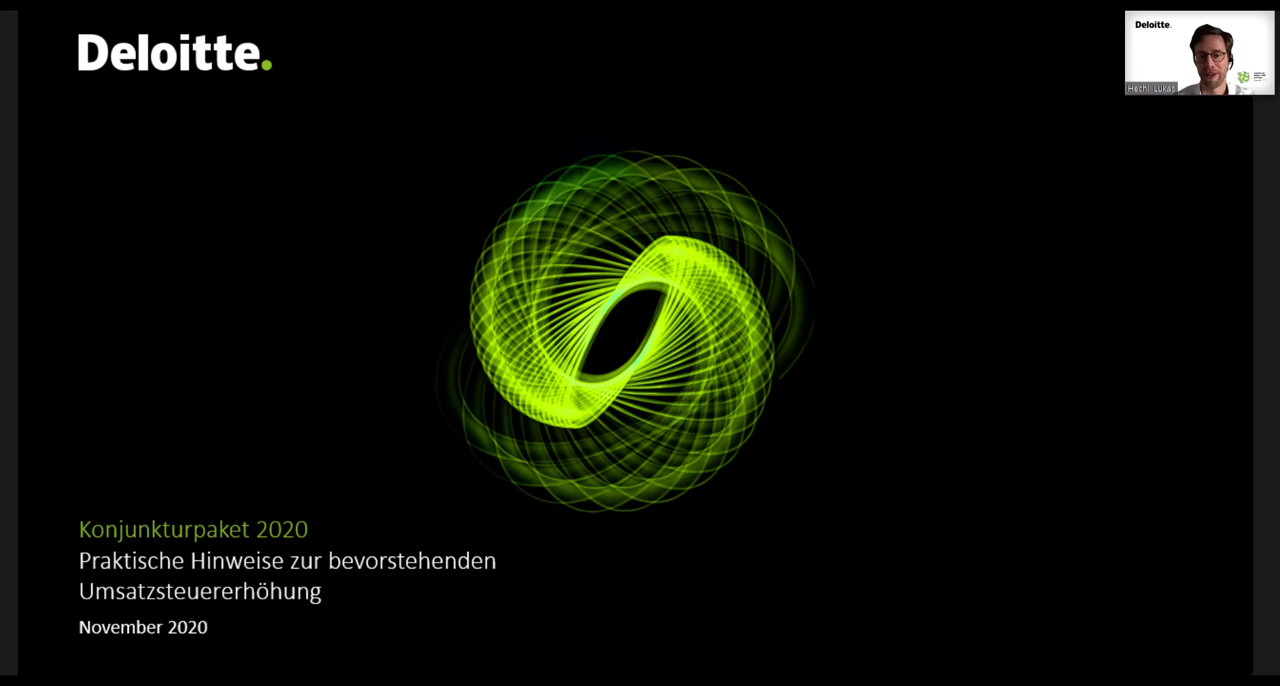 Deloitte.
Deloitte.
Hechl Lukas
Konjunkturpaket 2020
Praktische Hinweise zur bevorstehenden
Umsatzsteuererhöhung
November 2020